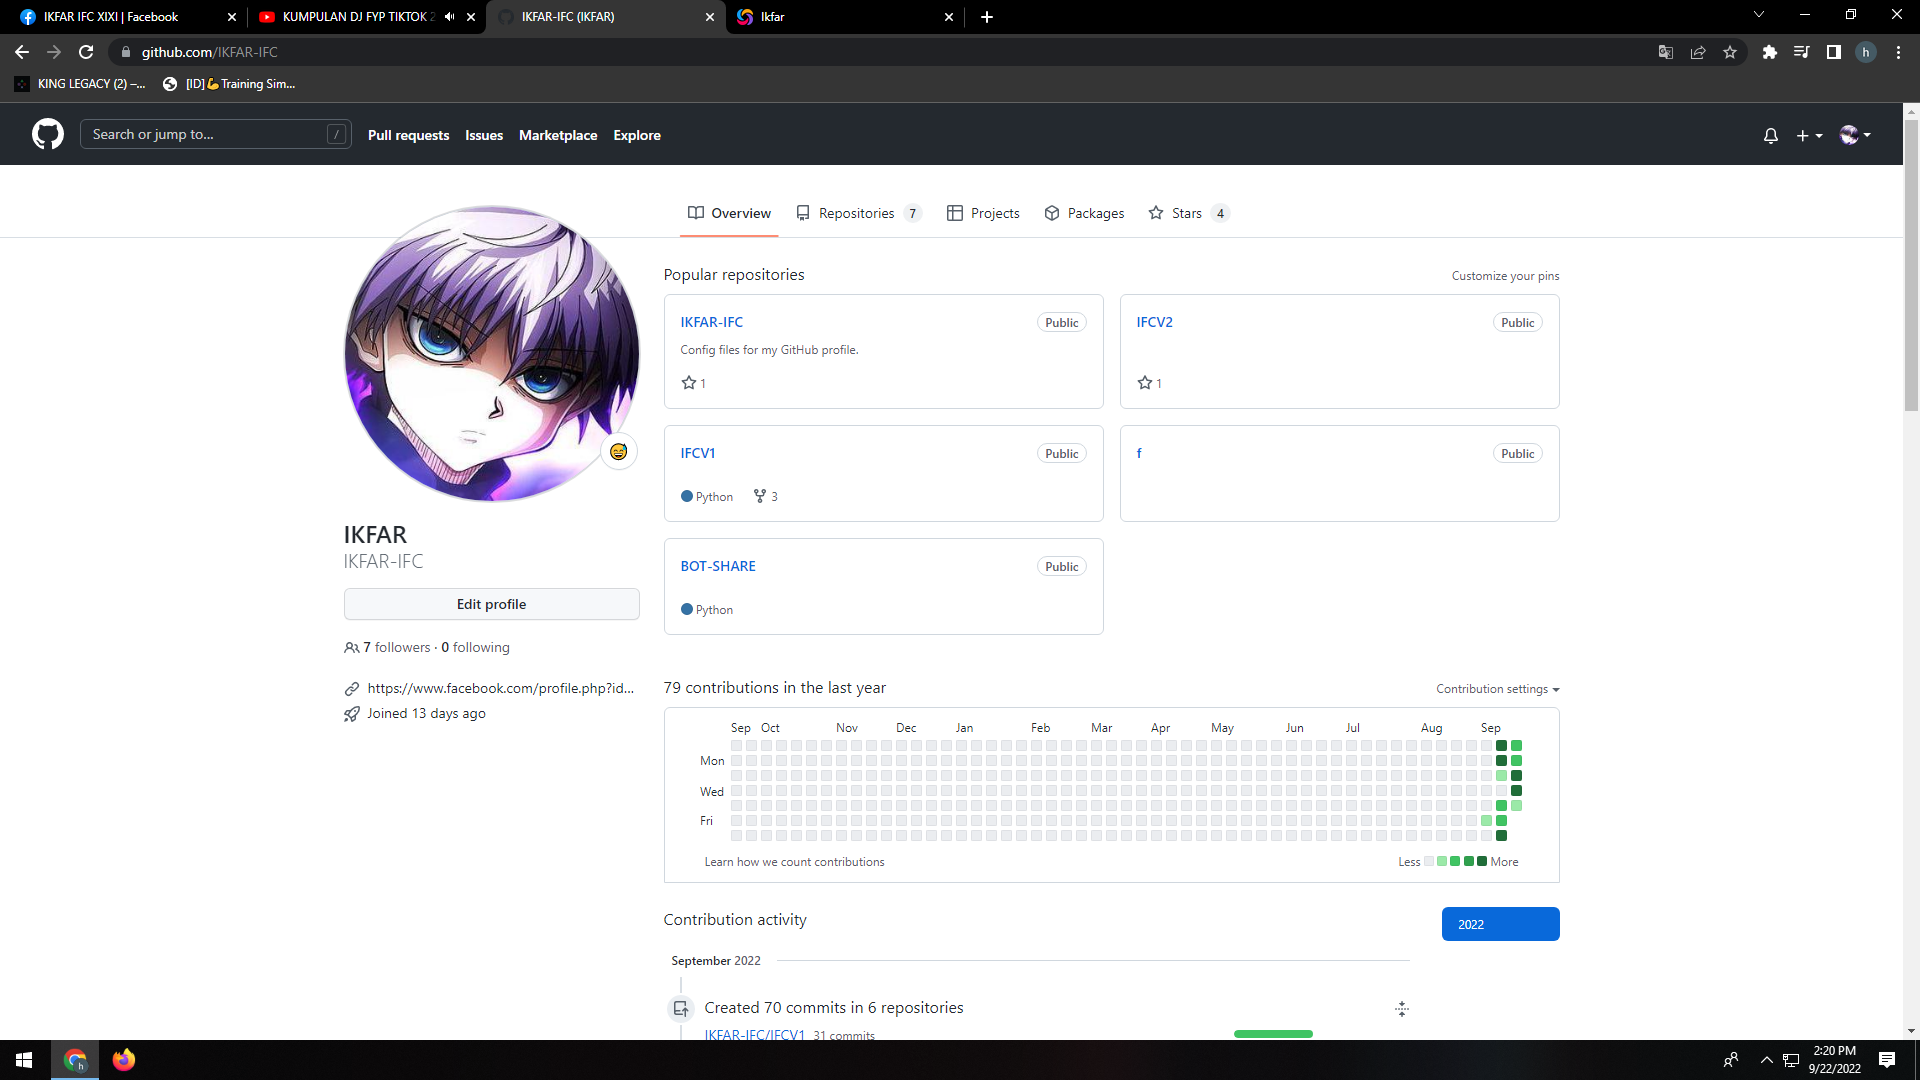 IKFAR IFC XIXI | Facebook
KUMPULAN DJ FYP TIKTOK 2
IKFAR-IFC (IKFAR)
Ikfar
github.com/IKFAR-IFC
h
KING LEGACY (2) –...
[ID]💪Training Sim...
Search or jump to...
/
Pull requests
Issues
Marketplace
Explore
Overview
Repositories 7
Projects
Packages
Stars 4
Popular repositories
Customize your pins
IKFAR-IFC
Public
Config files for my GitHub profile.
1
IFCV2
Public
1
IFCV1
Public
Python
3
f
Public
BOT-SHARE
Public
Python
IKFAR
IKFAR-IFC
Edit profile
7 followers · 0 following
https://www.facebook.com/profile.php?id...
Joined 13 days ago
79 contributions in the last year
Contribution settings
Sep Oct Nov Dec Jan Feb Mar Apr May Jun Jul Aug Sep
Mon
Wed
Fri
Learn how we count contributions
Less
More
Contribution activity
2022
September 2022
Created 70 commits in 6 repositories
IKFAR-IFC/IFCV1 31 commits
h
2:20 PM
9/22/2022